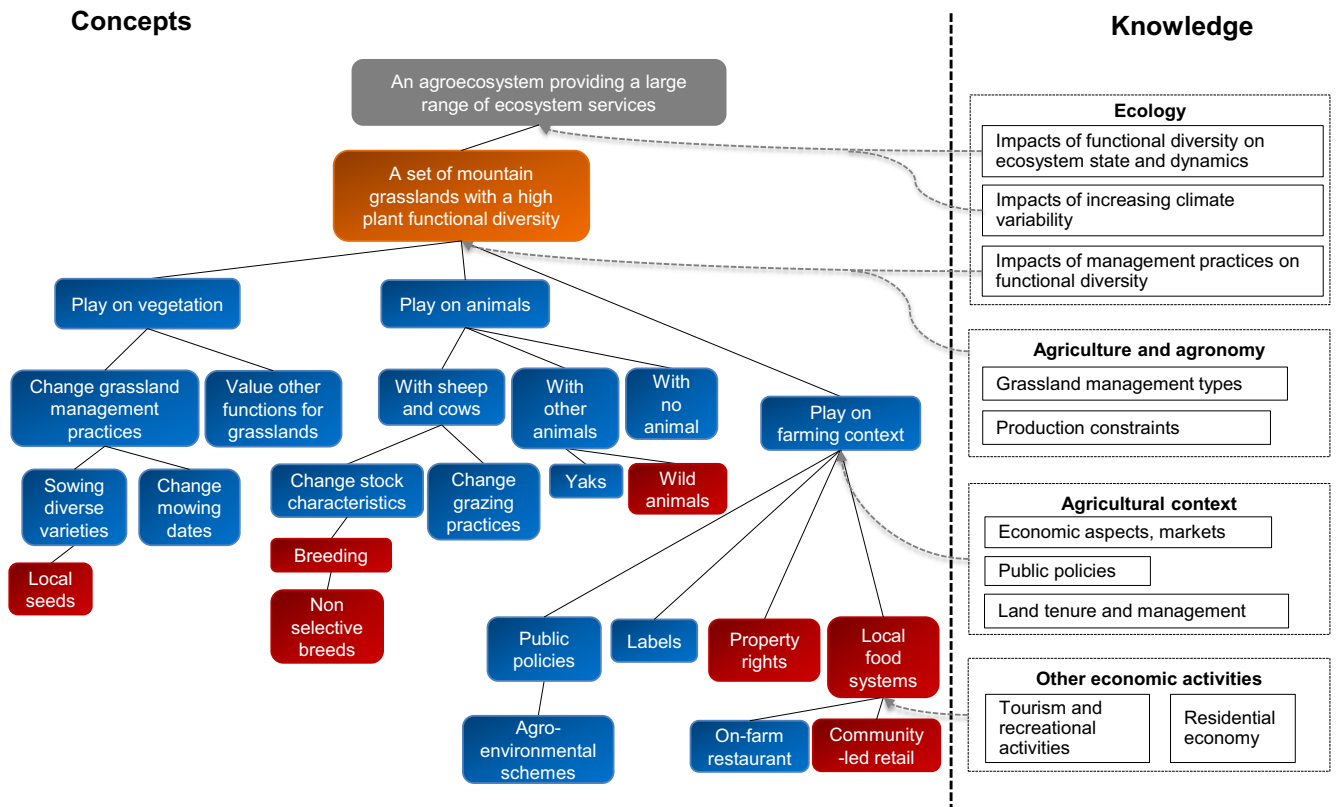 Concepts
Knowledge
An agroecosystem providing a large
range of ecosystem services
A set of mountain
grasslands with a high
plant functional diversity
Play on vegetation
Play on animals
Change grassland
management
practices
Value other
functions for
grasslands
With sheep
and cows
With
other
animals
With
no
animal
Play on
farming context
Sowing
diverse
varieties
Change
mowing
dates
Change stock
characteristics
Change
grazing
practices
Yaks
Wild
animals
Local
seeds
Breeding
Non
selective
breeds
Public
policies
Labels
Property
rights
Local
food
systems
Agro-
environmental
schemes
On-farm
restaurant
Community
-led retail
Ecology
Impacts of functional diversity on
ecosystem state and dynamics
Impacts of increasing climate
variability
Impacts of management practices on
functional diversity
Agriculture and agronomy
Grassland management types
Production constraints
Agricultural context
Economic aspects, markets
Public policies
Land tenure and management
Other economic activities
Tourism and
recreational
activities
Residential
economy